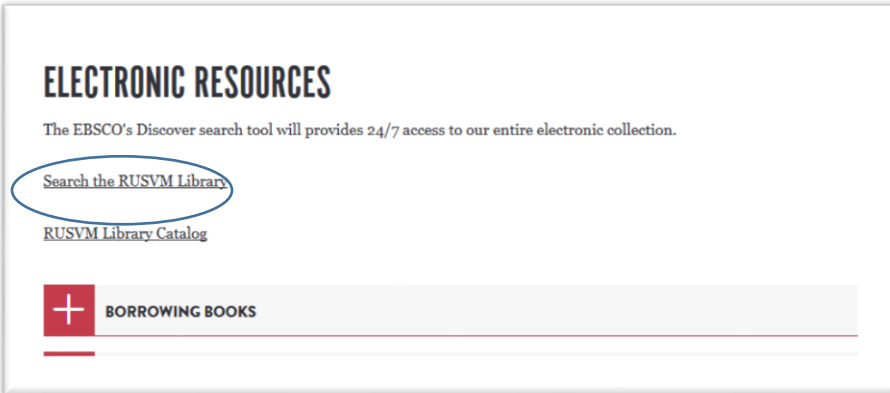 ELECTRONIC RESOURCES
The EBSCO's Discover search tool will provides 24/7 access to our entire electronic collection.
Search the RUSVM Library
RUSVM Library Catalog
BORROWING BOOKS